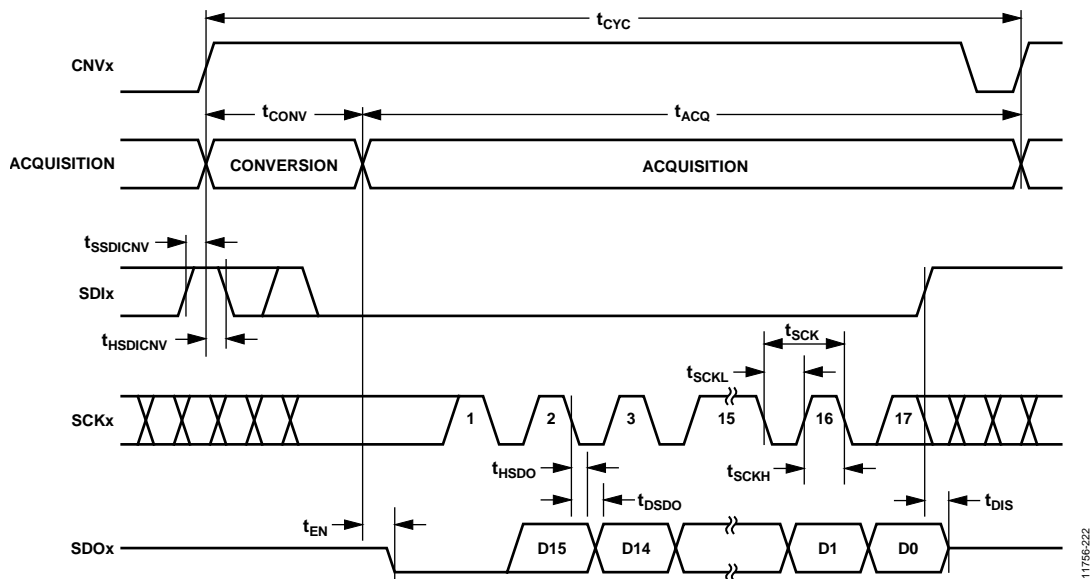 tCYC
CNVx
tCONV
tACQ
ACQUISITION
CONVERSION
ACQUISITION
tSSDICNV
SDIx
tHSDICNV
tSCK
tSCKL
SCKx
1
2
3
15
16
17
tHSDO
tDSDO
tSCKH
tDIS
tEN
SDOx
D15
D14
D1
D0
11756-222